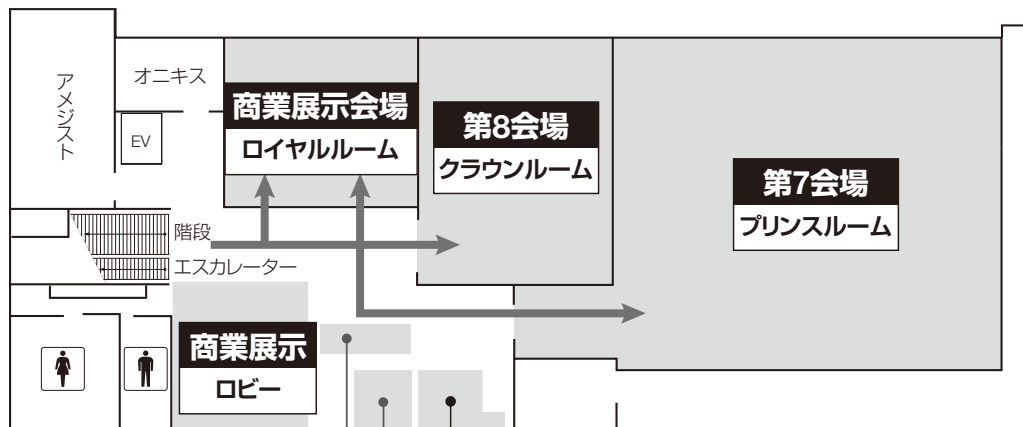 アメジスト
オニキス
EV
商業展示会場
ロイヤルルーム
第8会場
クラウンルーム
第7会場
プリンスルーム
階段
エスカレーター
商業展示
ロビー